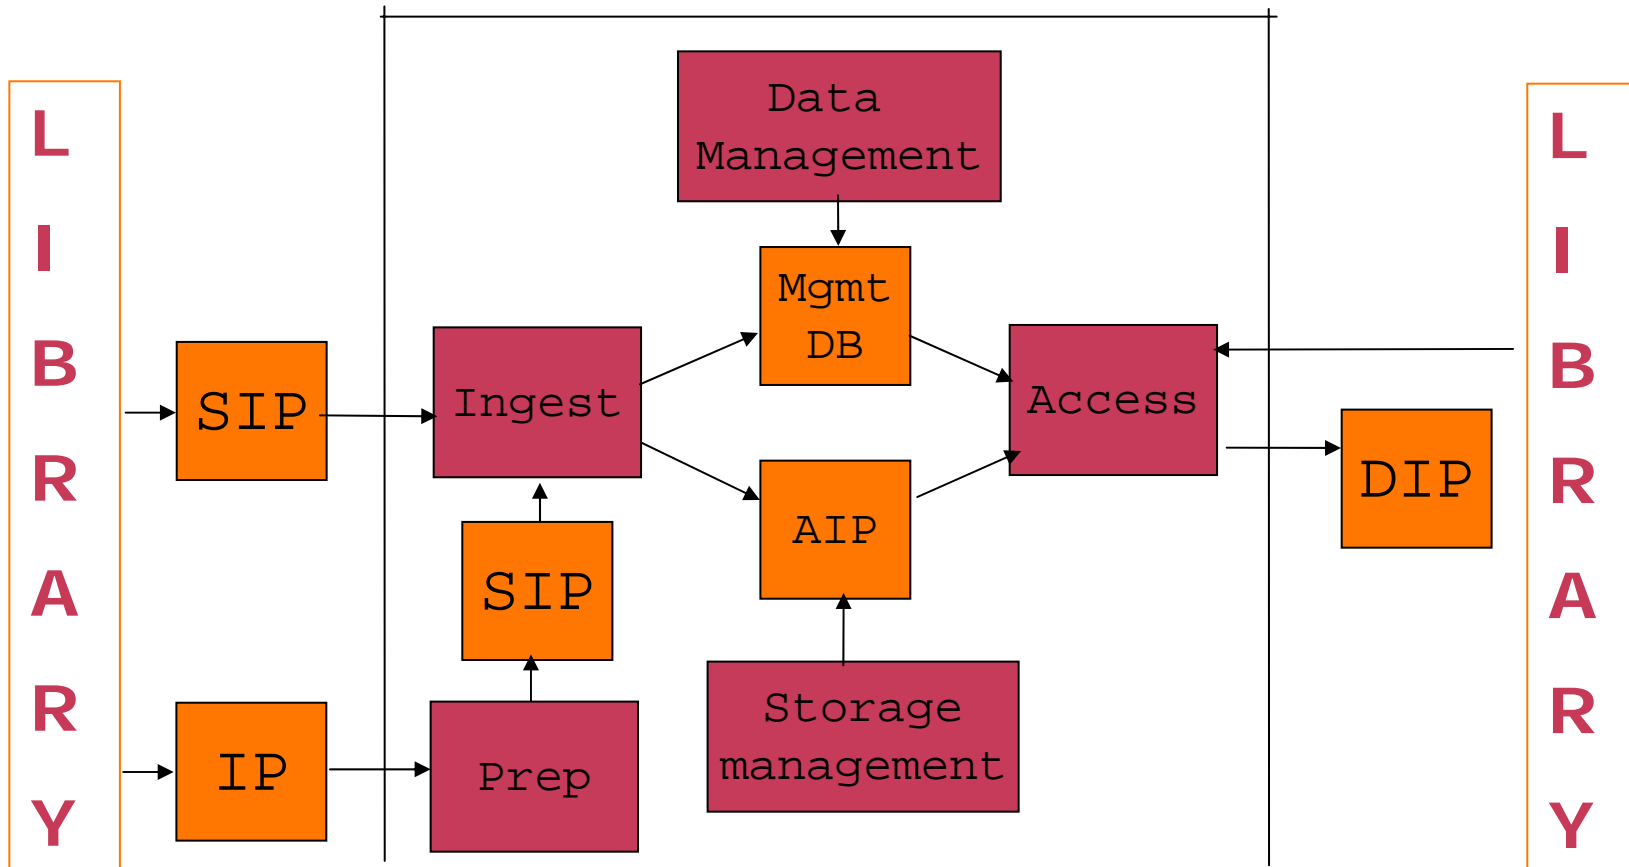 L
I
B
R
A
R
Y
SIP
IP
Data
Management
Mgmt
DB
Ingest
Access
AIP
SIP
Prep
Storage
management
DIP
L
I
B
R
A
R
Y